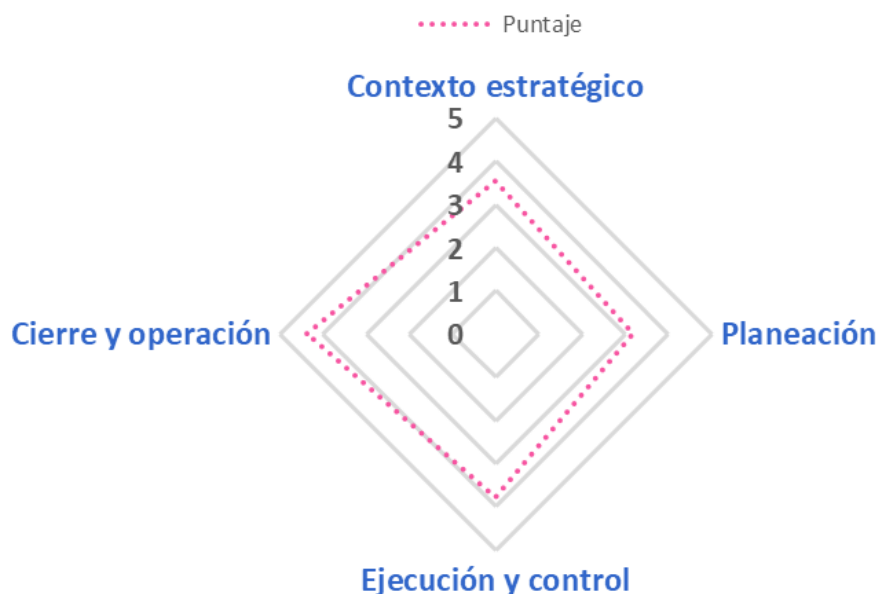 Puntaje
Contexto estratégico
5
4
3
2
1
0
Cierre y operación
Planeación
Ejecución y control